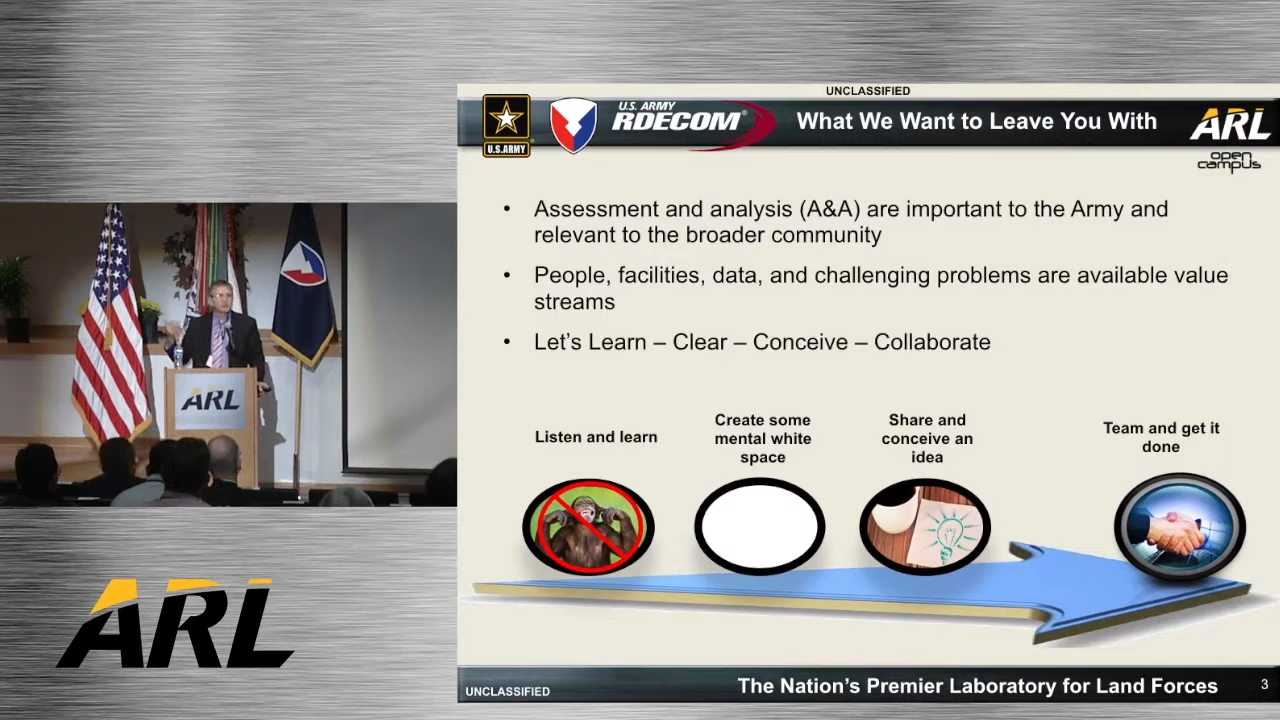 UNCLASSIFIED
U.S. ARMY
RDECOM®
What We Want to Leave You With
ARL
open
campus
U.S.ARMY
• Assessment and analysis (A&A) are important to the Army and
relevant to the broader community
• People, facilities, data, and challenging problems are available value
streams
• Let’s Learn – Clear – Conceive – Collaborate
Listen and learn
Create some
mental white
space
Share and
conceive an
idea
Team and get it
done
ARL
ARL
UNCLASSIFIED
The Nation’s Premier Laboratory for Land Forces
3